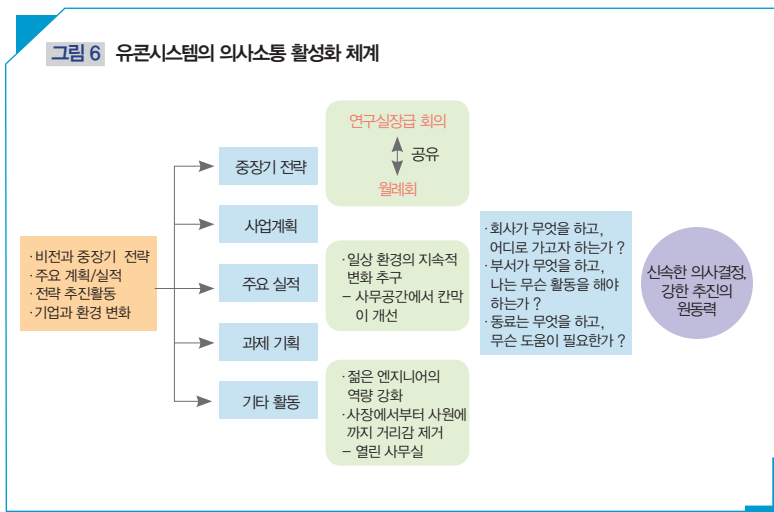 그림 6 유콘시스템의 의사소통 활성화 체계
·비전과 중장기 전략
·주요 계획/실적
·전략 추진활동
·기업과 환경 변화
중장기 전략
사업계획
주요 실적
과제 기획
기타 활동
연구실장급 회의
공유
월례회
·일상 환경의 지속적
변화 추구
– 사무공간에서 칸막
이 개선
·젊은 엔지니어의
역량 강화
·사장에서부터 사원에
까지 거리감 제거
– 열린 사무실
·회사가 무엇을 하고,
어디로 가고자 하는가 ?
·부서가 무엇을 하고,
나는 무슨 활동을 해야
하는가 ?
·동료는 무엇을 하고,
무슨 도움이 필요한가 ?
신속한 의사결정,
강한 추진의
원동력